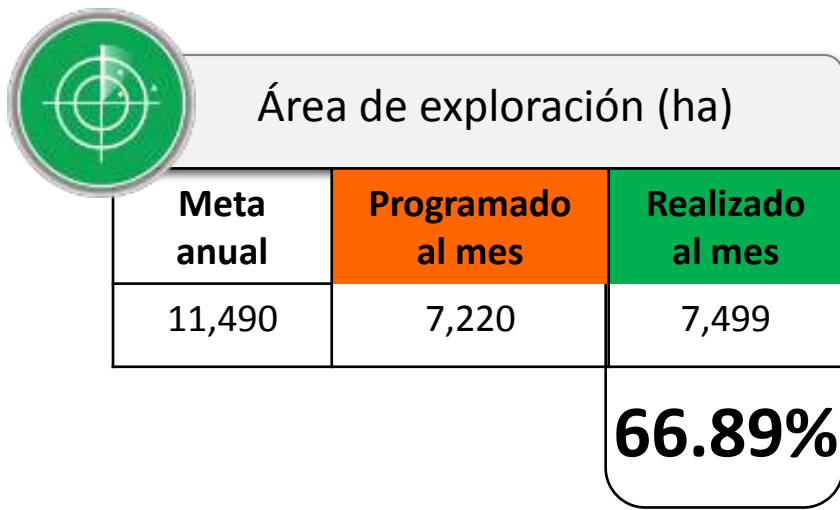 Área de exploración (ha)
Meta anual
Programado al mes
Realizado al mes
11,490
7,220
7,499
66.89%